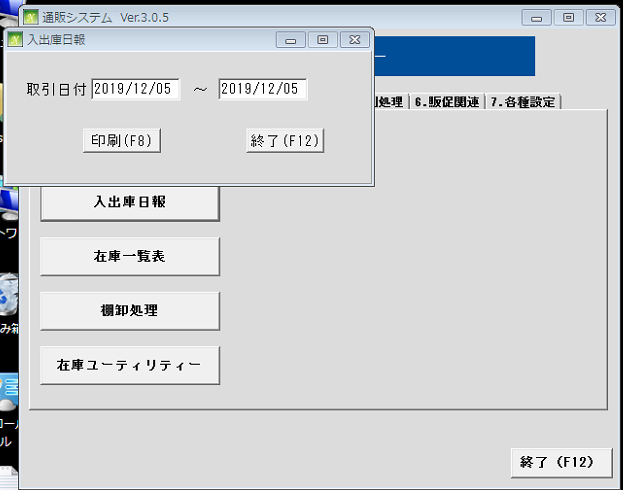 通販システム Ver.3.0.5
入出庫日報
取引日付 2019/12/05 ～ 2019/12/05
印刷(F8) 終了(F12)
処理 6.販促関連 7.各種設定
入出庫日報
在庫一覧表
棚卸処理
在庫ユーティリティー
終了 (F12)